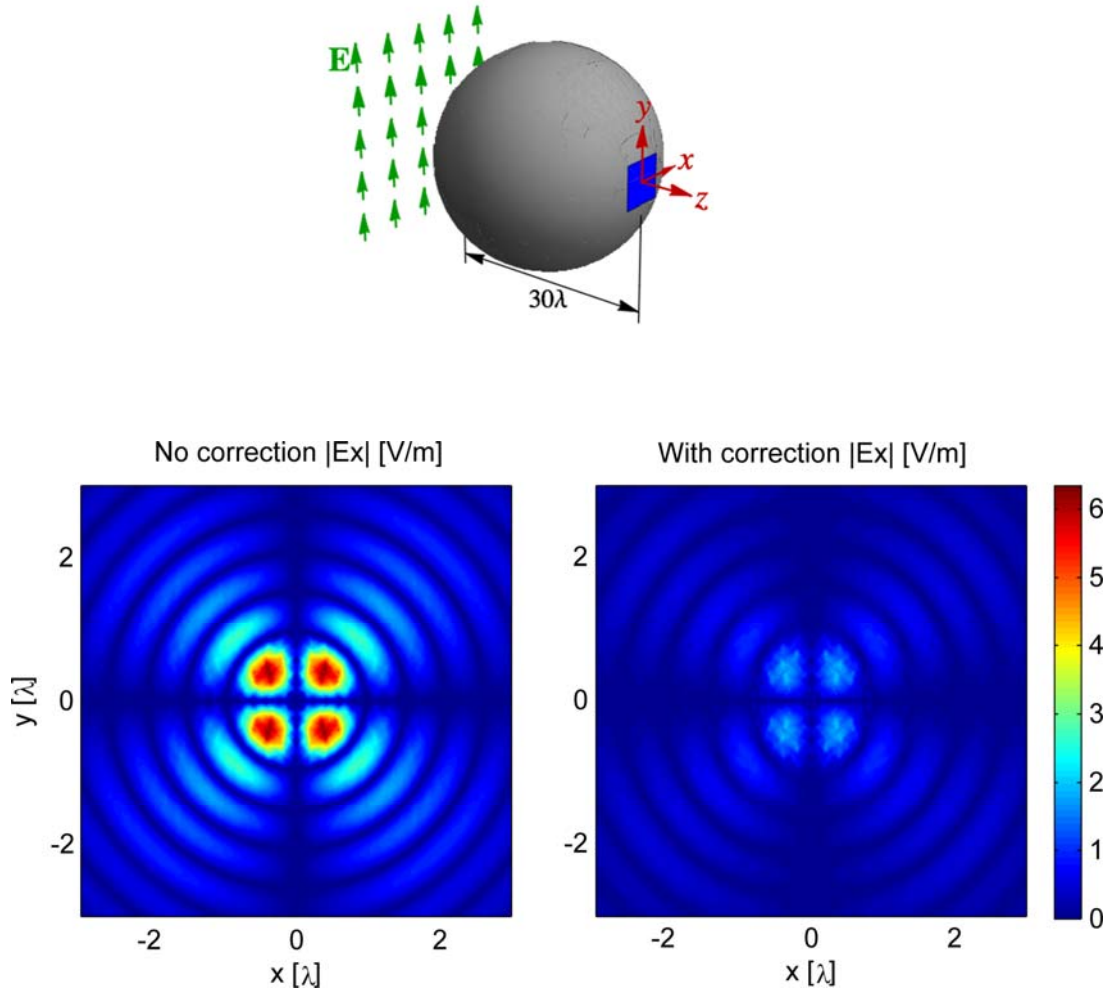 E
y
x
z
30λ
No correction |Ex| [V/m]
With correction |Ex| [V/m]
y [λ]
2
0
-2
-2 0 2
x [λ]
2
0
-2
-2 0 2
x [λ]
6
5
4
3
2
1
0